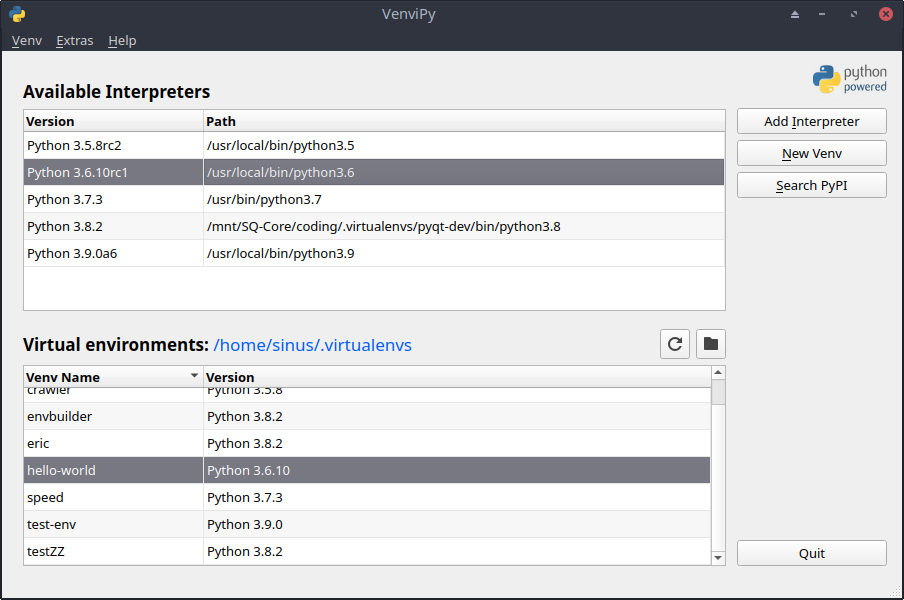 VenviPy
Venv Extras Help
python
powered
Available Interpreters
Version Path
Python 3.5.8rc2 /usr/local/bin/python3.5
Python 3.6.10rc1 /usr/local/bin/python3.6
Python 3.7.3 /usr/bin/python3.7
Python 3.8.2 /mnt/SQ-Core/coding/.virtualenvs/pyqt-dev/bin/python3.8
Python 3.9.0a6 /usr/local/bin/python3.9
Add Interpreter
New Venv
Search PyPI
Virtual environments: /home/sinus/.virtualenvs
Venv Name Version
crawler Python 3.5.8
envbuilder Python 3.8.2
eric Python 3.8.2
hello-world Python 3.6.10
speed Python 3.7.3
test-env Python 3.9.0
testZZ Python 3.8.2
Quit